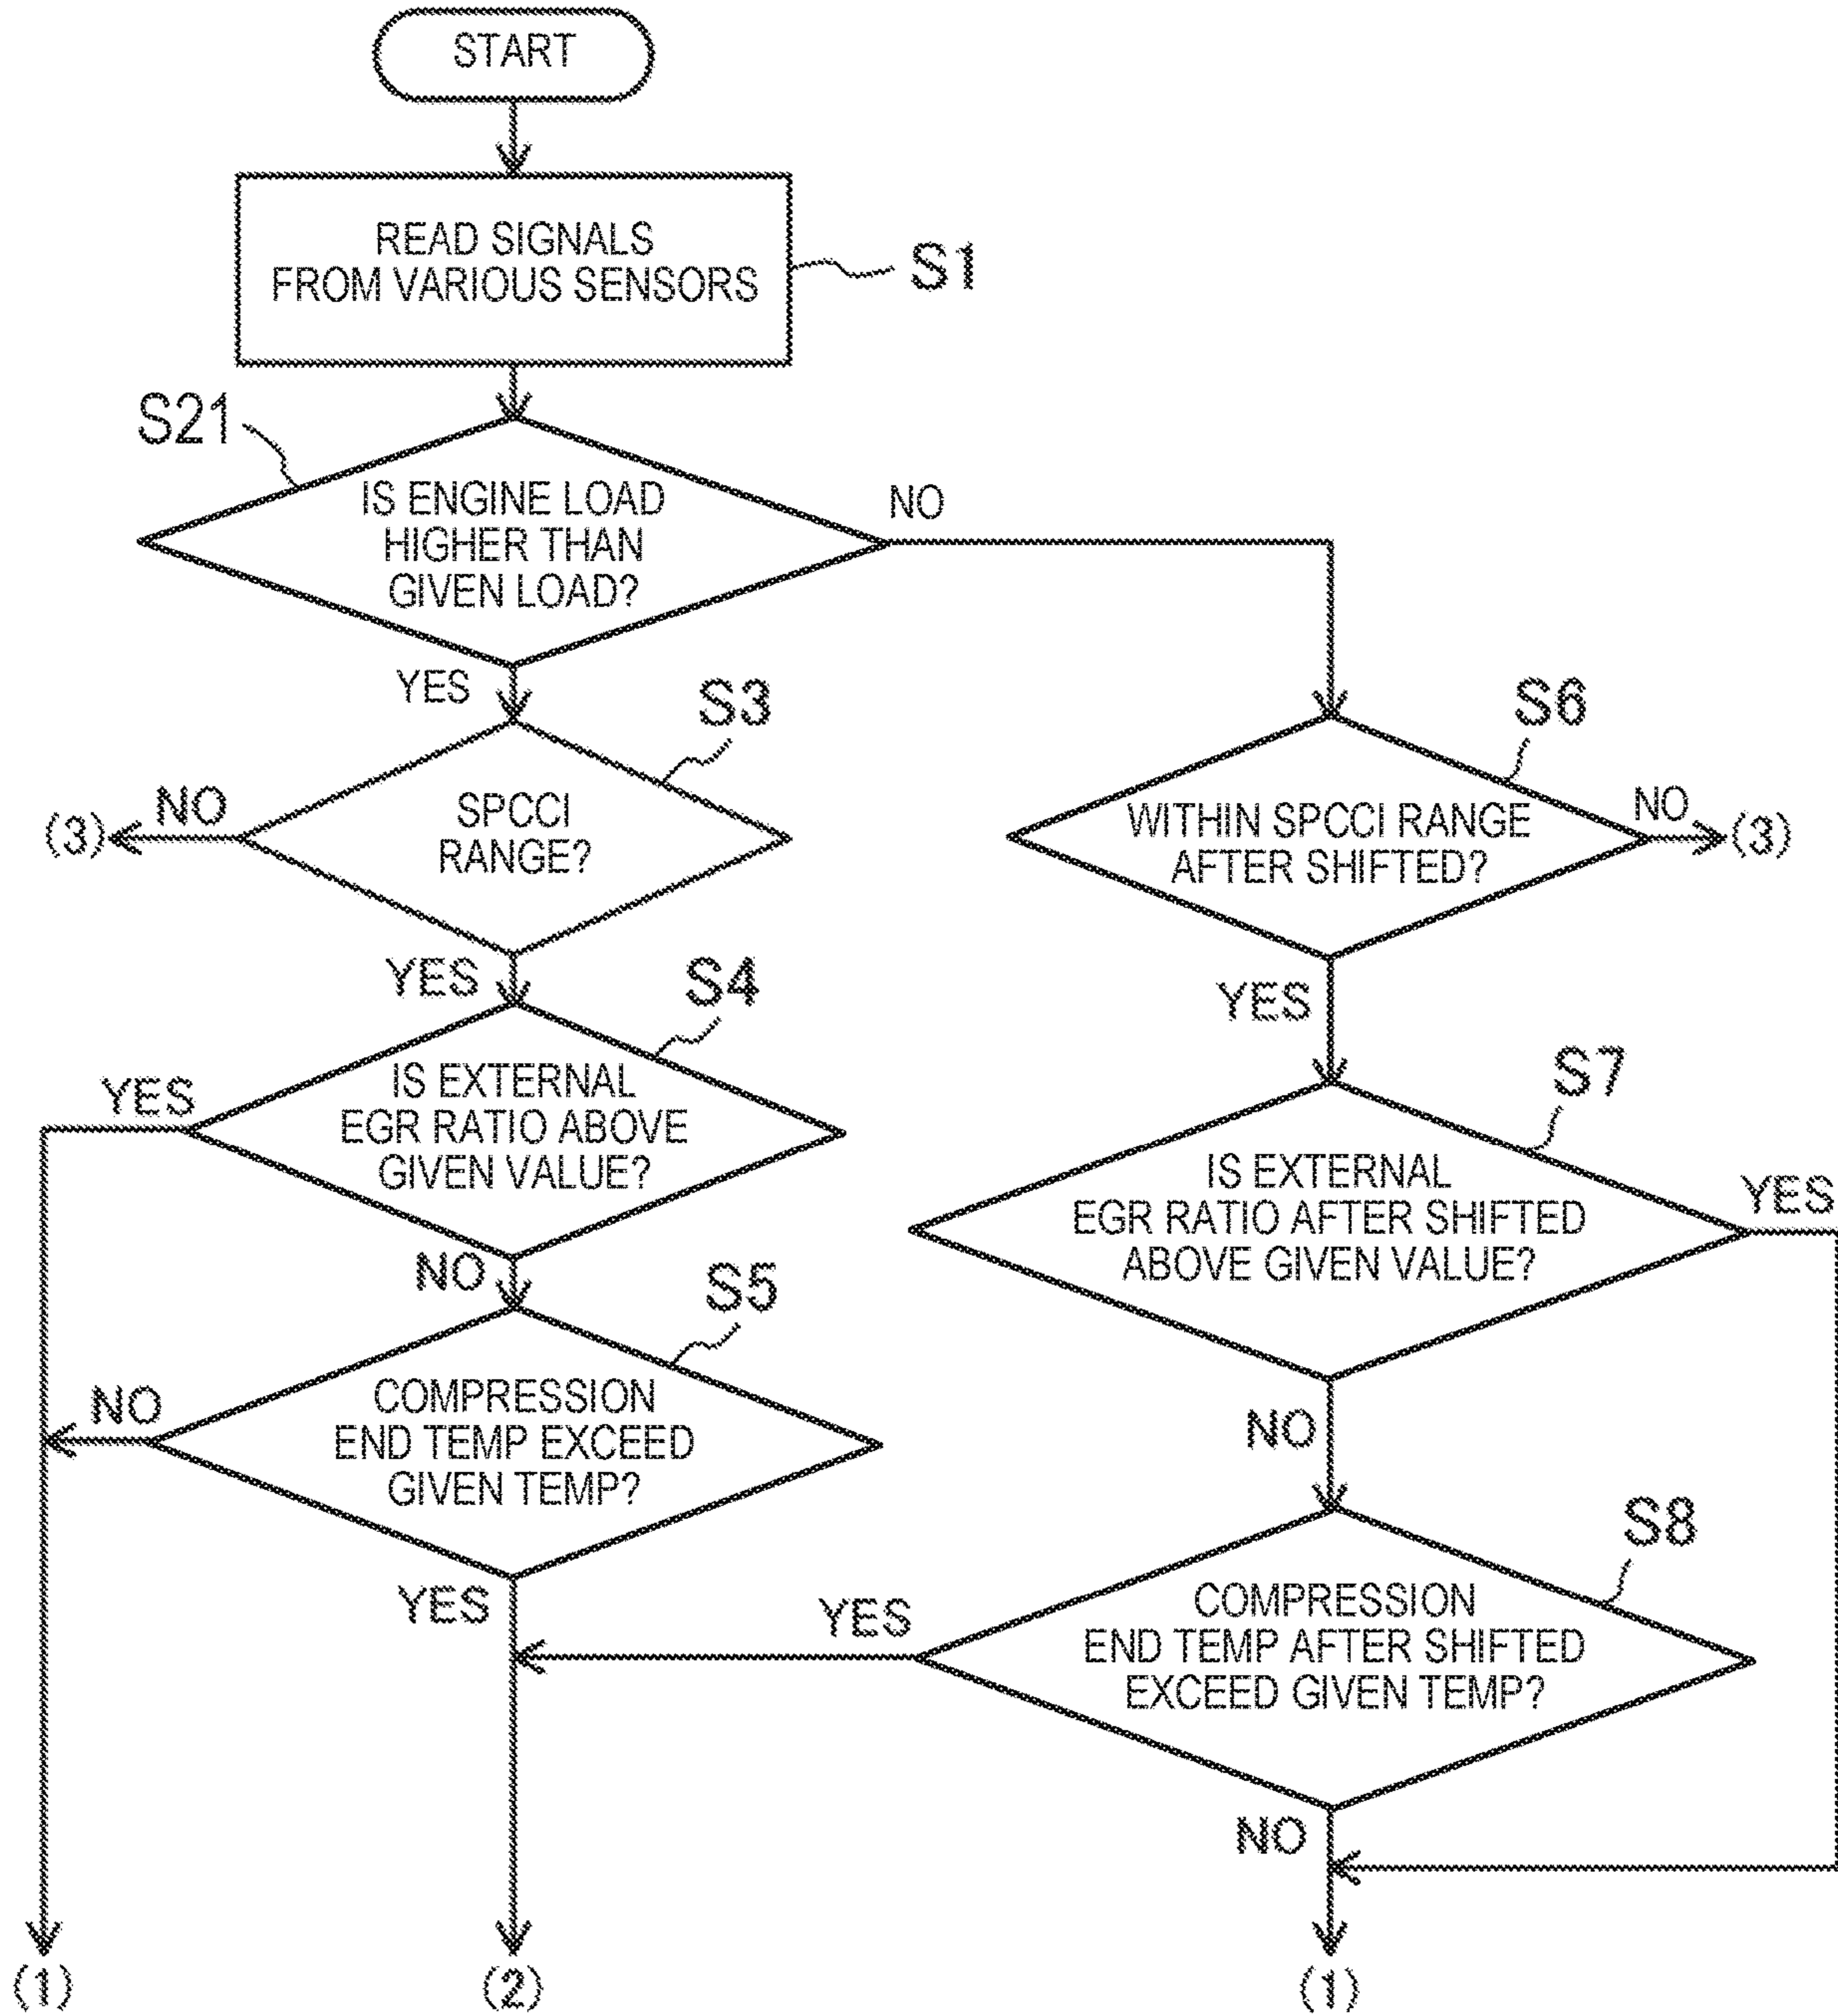 START
READ SIGNALS
FROM VARIOUS SENSORS
S1
S21
IS ENGINE LOAD
HIGHER THAN
GIVEN LOAD?
NO
YES
S3
S6
SPCCI
RANGE?
NO
(3)
WITHIN SPCCI RANGE
AFTER SHIFTED?
NO
(3)
YES
S4
YES
S7
IS EXTERNAL
EGR RATIO ABOVE
GIVEN VALUE?
YES
IS EXTERNAL
EGR RATIO AFTER SHIFTED
ABOVE GIVEN VALUE?
YES
NO
S5
COMPRESSION
END TEMP EXCEED
GIVEN TEMP?
NO
NO
S8
YES
COMPRESSION
END TEMP AFTER SHIFTED
EXCEED GIVEN TEMP?
YES
NO
(1)
(2)
(1)